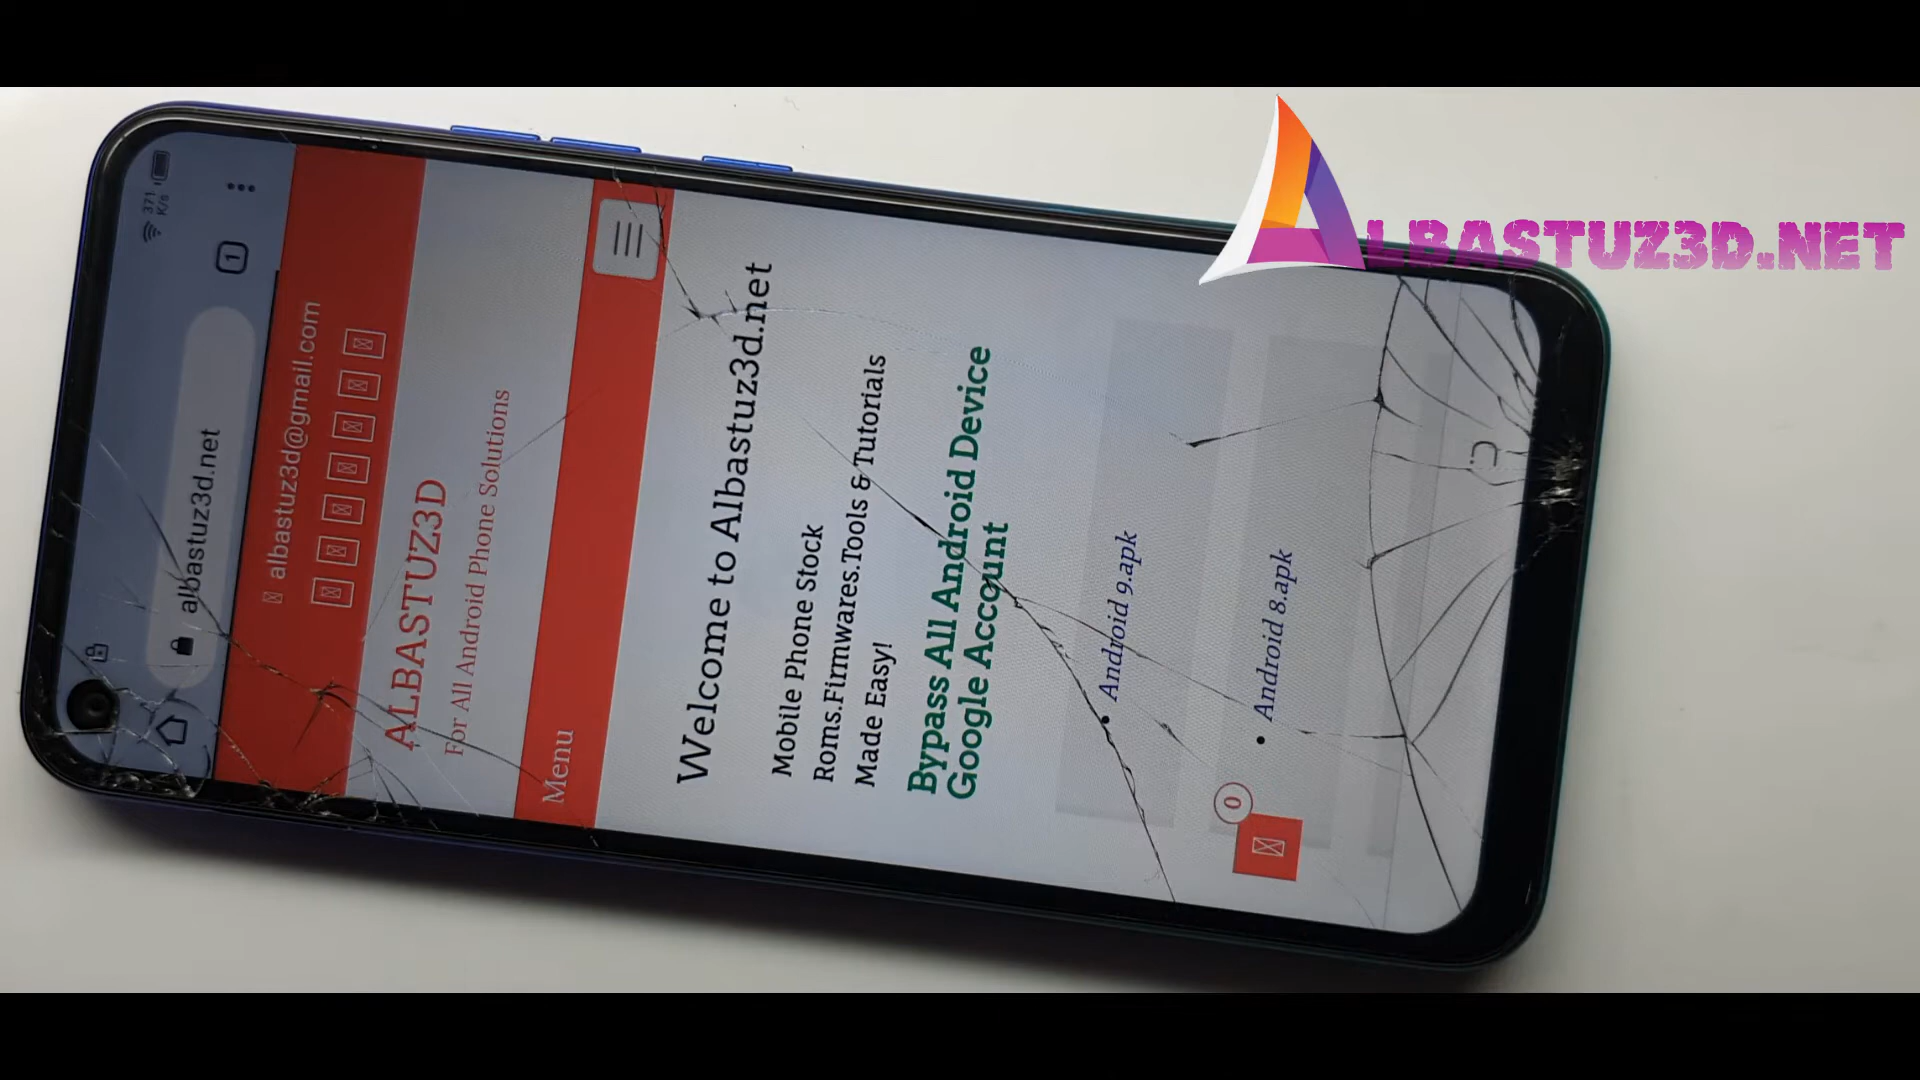 ALBASTUZ3D.NET
371
K/s
albastuz3d.net
1
albastuz3d@gmail.com
ALBASTUZ3D
For All Android Phone Solutions
Menu
Welcome to Albastuz3d.net
Mobile Phone Stock
Roms.Firmwares.Tools & Tutorials
Made Easy!
Bypass All Android Device
Google Account
• Android 9.apk
• Android 8.apk
0